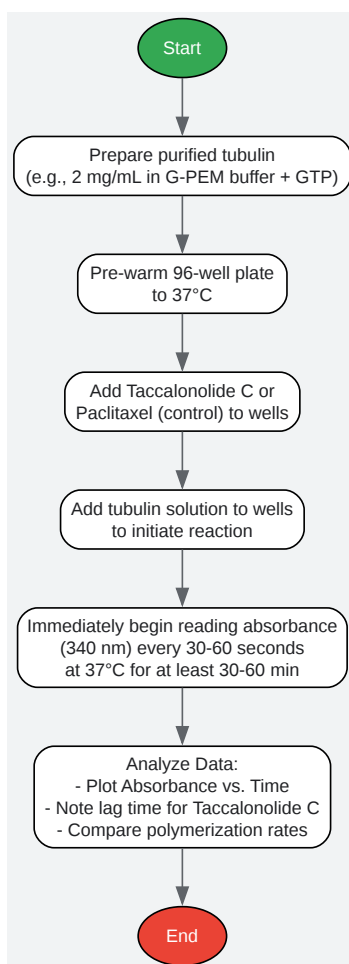 Start
Prepare purified tubulin
(e.g., 2 mg/mL in G-PEM buffer + GTP)
Pre-warm 96-well plate
to 37°C
Add Taccalonolide C or
Paclitaxel (control) to wells
Add tubulin solution to wells
to initiate reaction
Immediately begin reading absorbance
(340 nm) every 30-60 seconds
at 37°C for at least 30-60 min
Analyze Data:
- Plot Absorbance vs. Time
- Note lag time for Taccalonolide C
- Compare polymerization rates
End